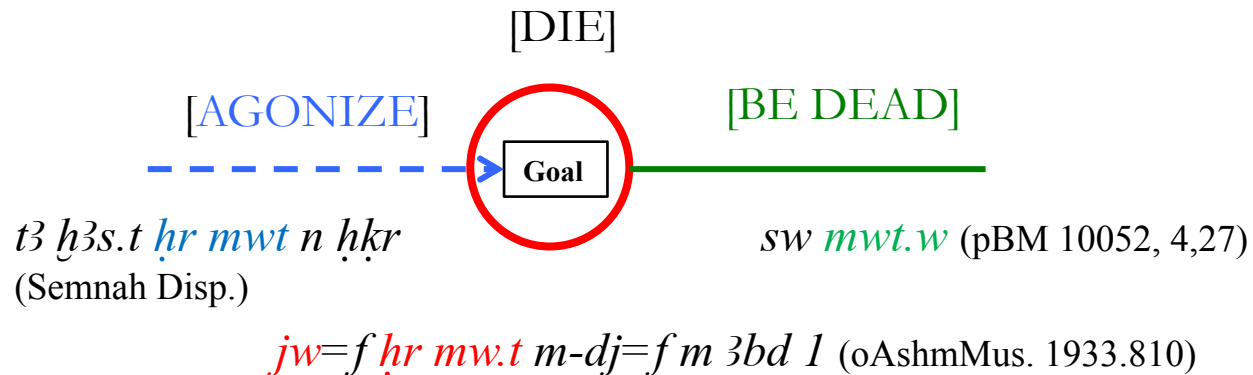 [DIE]
[AGONIZE]
[BE DEAD]
Goal
tꜣ ḫꜣs.t ḥr mwt n ḥḳr
(Semnah Disp.)
sw mwt.w (pBM 10052, 4,27)
jw=f ḥr mw.t m-dj=f m ꜣbd 1 (oAshmMus. 1933.810)